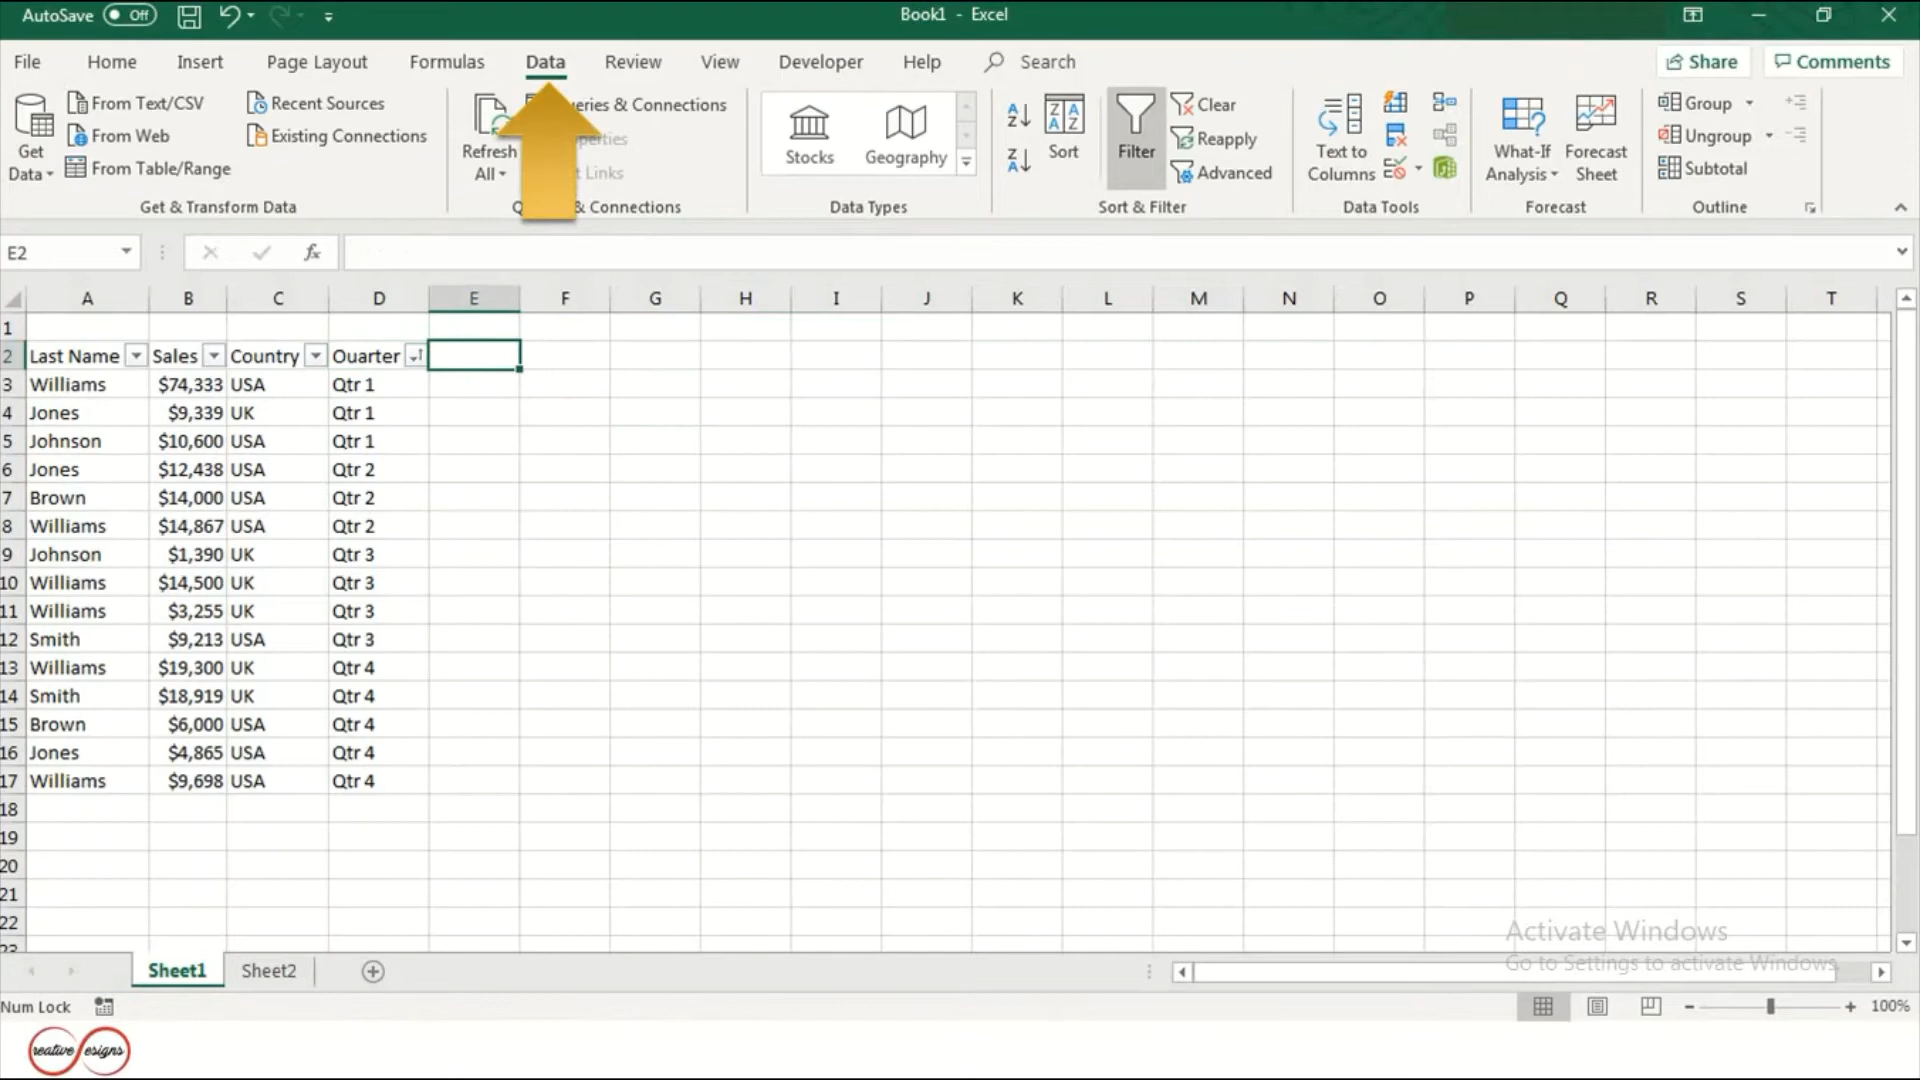 AutoSave Off Book1 - Excel
File Home Insert Page Layout Formulas Data Review View Developer Help Search Share Comments
Get Data
From Text/CSV
From Web
From Table/Range
Recent Sources
Existing Connections
Get & Transform Data
Refresh All
eries & Connections
perties
t Links
Q & Connections
Stocks Geography
Data Types
Sort
Filter
Clear
Reapply
Advanced
Sort & Filter
Text to Columns
Data Tools
What-If Analysis
Forecast Sheet
Forecast
Group
Ungroup
Subtotal
Outline
E2 fx
A B C D E F G H I J K L M N O P Q R S T
1
2 Last Name Sales Country Quarter
3 Williams $74,333 USA Qtr 1
4 Jones $9,339 UK Qtr 1
5 Johnson $10,600 USA Qtr 1
6 Jones $12,438 USA Qtr 2
7 Brown $14,000 USA Qtr 2
8 Williams $14,867 USA Qtr 2
9 Johnson $1,390 UK Qtr 3
10 Williams $14,500 UK Qtr 3
11 Williams $3,255 UK Qtr 3
12 Smith $9,213 USA Qtr 3
13 Williams $19,300 UK Qtr 4
14 Smith $18,919 UK Qtr 4
15 Brown $6,000 USA Qtr 4
16 Jones $4,865 USA Qtr 4
17 Williams $9,698 USA Qtr 4
18
19
20
21
22
23
Activate Windows
Go to Settings to activate Windows.
Sheet1 Sheet2
Num Lock 100%
reative esigns